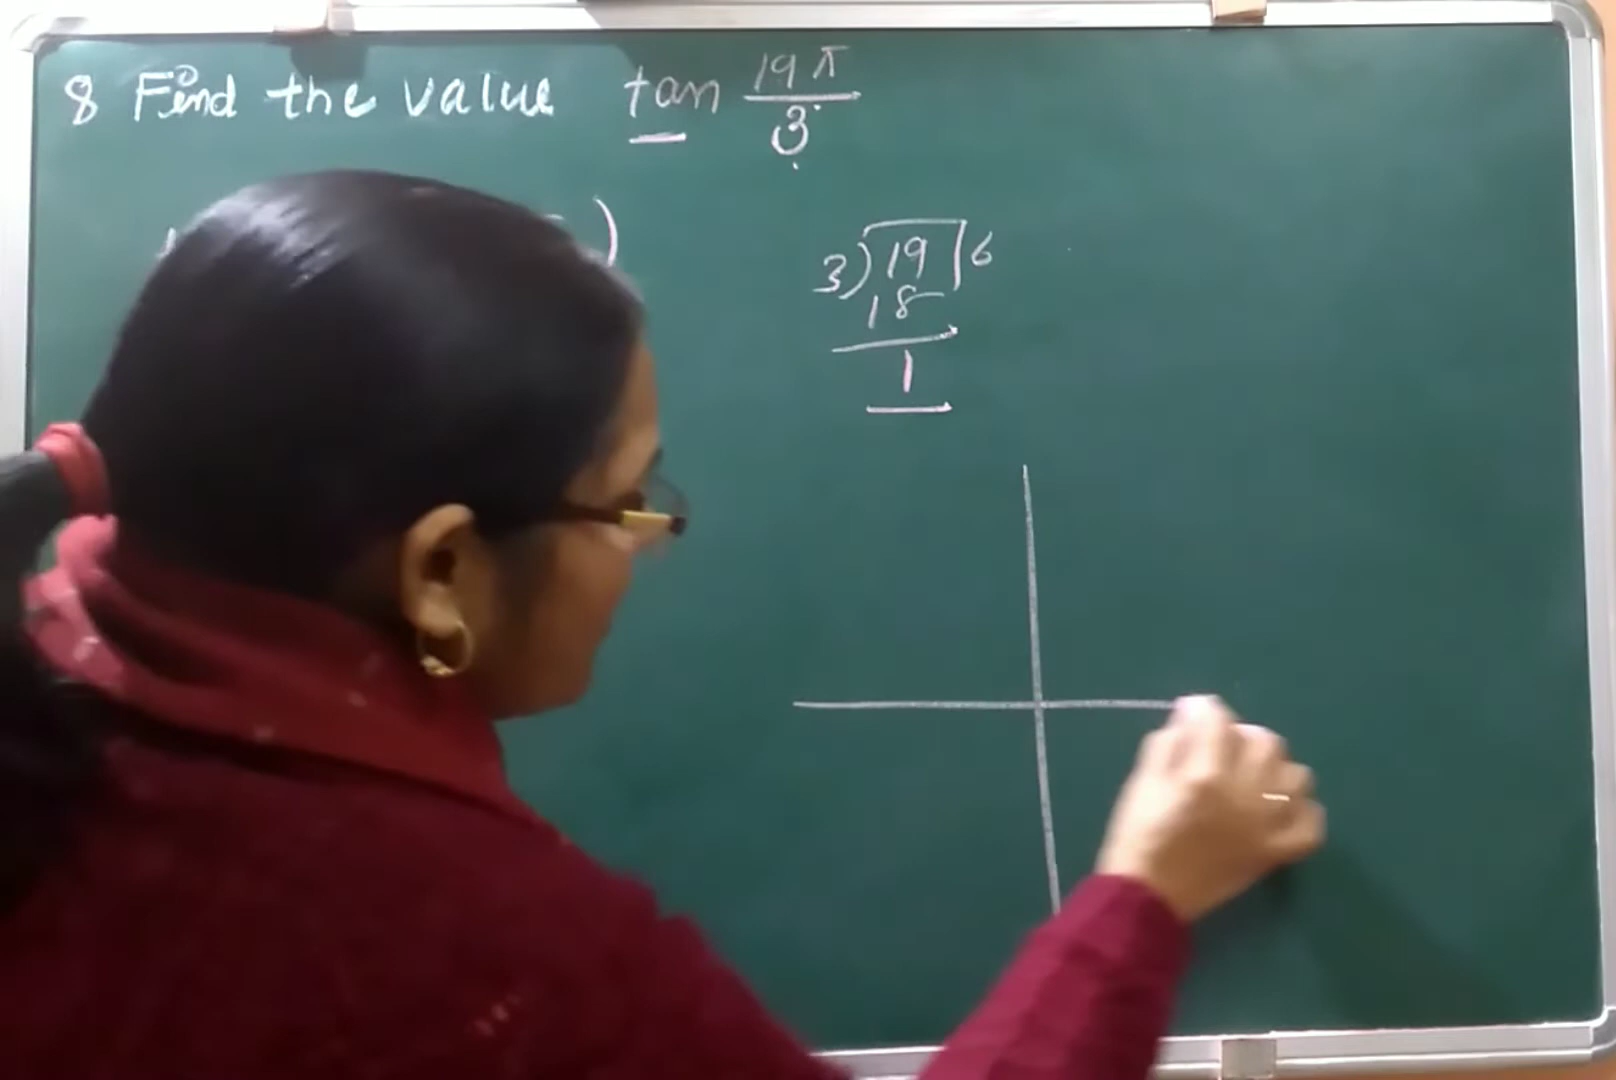 8 Find the value tan 19π/3
)
3)19|6
18
1